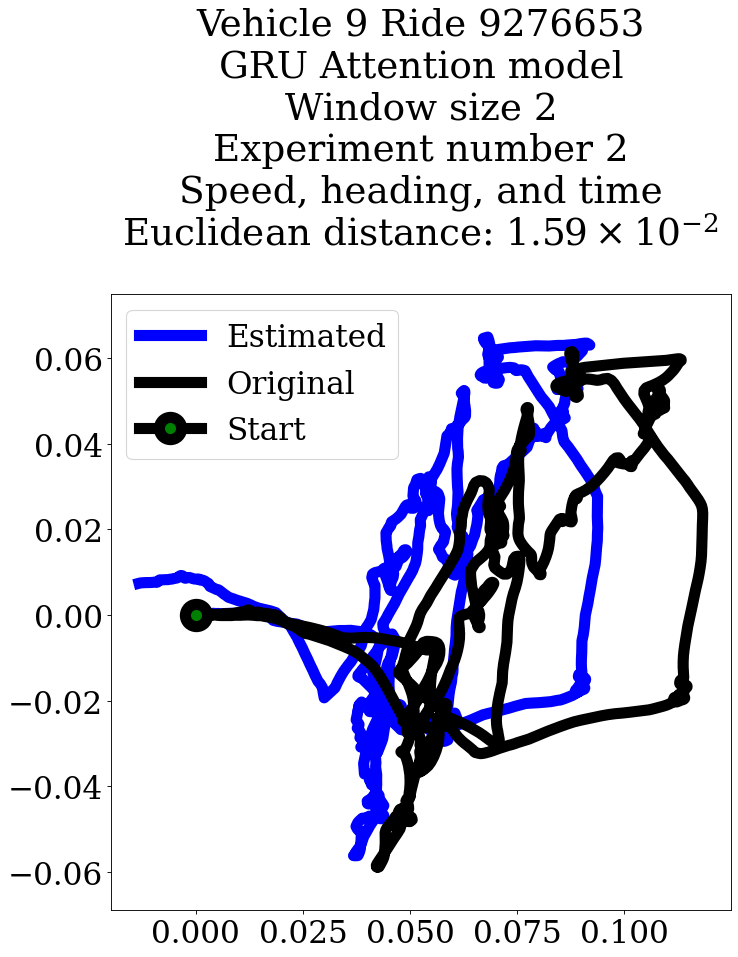 Vehicle 9 Ride 9276653
GRU Attention model
Window size 2
Experiment number 2
Speed, heading, and time
Euclidean distance: 1.59 × 10⁻²
Estimated
Original
Start
0.06
0.04
0.02
0.00
−0.02
−0.04
−0.06
0.000 0.025 0.050 0.075 0.100